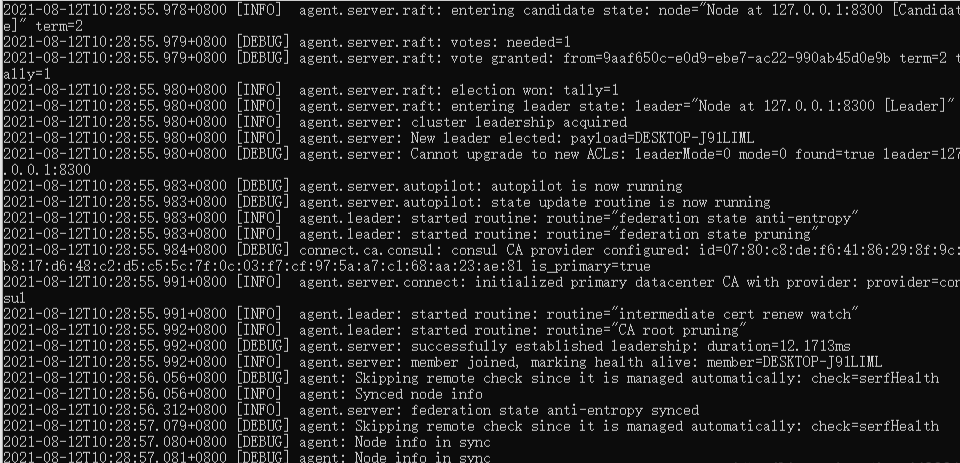 2021-08-12T10:28:55.978+0800 [INFO]  agent.server.raft: entering candidate state: node="Node at 127.0.0.1:8300 [Candidat
e]" term=2
2021-08-12T10:28:55.979+0800 [DEBUG] agent.server.raft: votes: needed=1
2021-08-12T10:28:55.979+0800 [DEBUG] agent.server.raft: vote granted: from=9aaf650c-e0d9-ebe7-ac22-990ab45d0e9b term=2 t
ally=1
2021-08-12T10:28:55.980+0800 [INFO]  agent.server.raft: election won: tally=1
2021-08-12T10:28:55.980+0800 [INFO]  agent.server.raft: entering leader state: leader="Node at 127.0.0.1:8300 [Leader]"
2021-08-12T10:28:55.980+0800 [INFO]  agent.server: cluster leadership acquired
2021-08-12T10:28:55.980+0800 [INFO]  agent.server: New leader elected: payload=DESKTOP-J91LIML
2021-08-12T10:28:55.980+0800 [DEBUG] agent.server: Cannot upgrade to new ACLs: leaderMode=0 mode=0 found=true leader=127
.0.0.1:8300
2021-08-12T10:28:55.983+0800 [DEBUG] agent.server.autopilot: autopilot is now running
2021-08-12T10:28:55.983+0800 [DEBUG] agent.server.autopilot: state update routine is now running
2021-08-12T10:28:55.983+0800 [INFO]  agent.leader: started routine: routine="federation state anti-entropy"
2021-08-12T10:28:55.983+0800 [INFO]  agent.leader: started routine: routine="federation state pruning"
2021-08-12T10:28:55.984+0800 [DEBUG] connect.ca.consul: consul CA provider configured: id=07:80:c8:de:f6:41:86:29:8f:9c:
b8:17:d6:48:c2:d5:c5:5c:7f:0c:03:f7:cf:97:5a:a7:c1:68:aa:23:ae:81 is_primary=true
2021-08-12T10:28:55.991+0800 [INFO]  agent.server.connect: initialized primary datacenter CA with provider: provider=con
sul
2021-08-12T10:28:55.991+0800 [INFO]  agent.leader: started routine: routine="intermediate cert renew watch"
2021-08-12T10:28:55.992+0800 [INFO]  agent.leader: started routine: routine="CA root pruning"
2021-08-12T10:28:55.992+0800 [DEBUG] agent.server: successfully established leadership: duration=12.1713ms
2021-08-12T10:28:55.992+0800 [INFO]  agent.server: member joined, marking health alive: member=DESKTOP-J91LIML
2021-08-12T10:28:56.056+0800 [DEBUG] agent: Skipping remote check since it is managed automatically: check=serfHealth
2021-08-12T10:28:56.056+0800 [INFO]  agent: Synced node info
2021-08-12T10:28:56.312+0800 [INFO]  agent.server: federation state anti-entropy synced
2021-08-12T10:28:57.079+0800 [DEBUG] agent: Skipping remote check since it is managed automatically: check=serfHealth
2021-08-12T10:28:57.080+0800 [DEBUG] agent: Node info in sync
2021-08-12T10:28:57.081+0800 [DEBUG] agent: Node info in sync